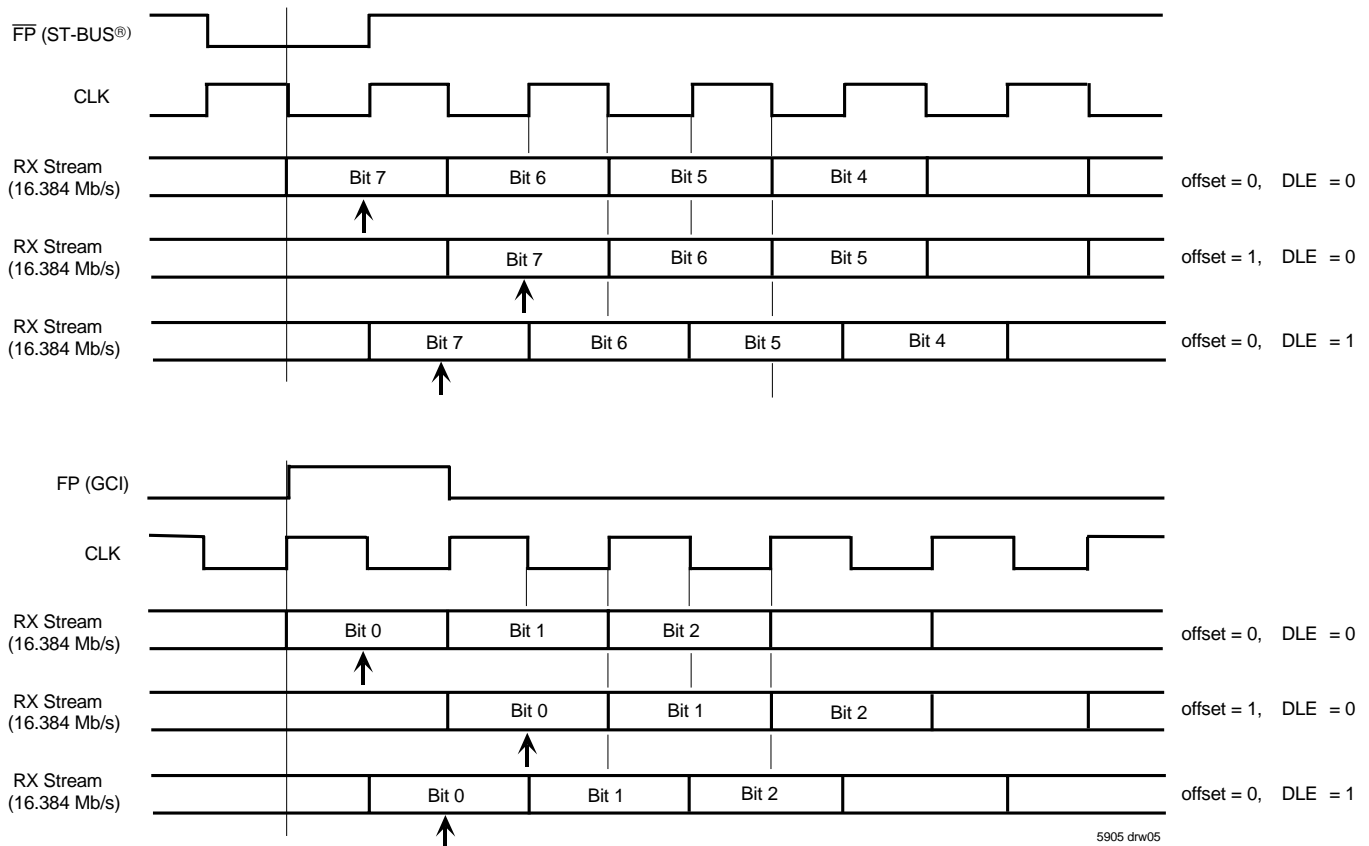 FP (ST-BUS®)
CLK
RX Stream
(16.384 Mb/s)
Bit 7 Bit 6 Bit 5 Bit 4
offset = 0, DLE = 0
RX Stream
(16.384 Mb/s)
Bit 7 Bit 6 Bit 5
offset = 1, DLE = 0
RX Stream
(16.384 Mb/s)
Bit 7 Bit 6 Bit 5 Bit 4
offset = 0, DLE = 1
FP (GCI)
CLK
RX Stream
(16.384 Mb/s)
Bit 0 Bit 1 Bit 2
offset = 0, DLE = 0
RX Stream
(16.384 Mb/s)
Bit 0 Bit 1 Bit 2
offset = 1, DLE = 0
RX Stream
(16.384 Mb/s)
Bit 0 Bit 1 Bit 2
offset = 0, DLE = 1
5905 drw05